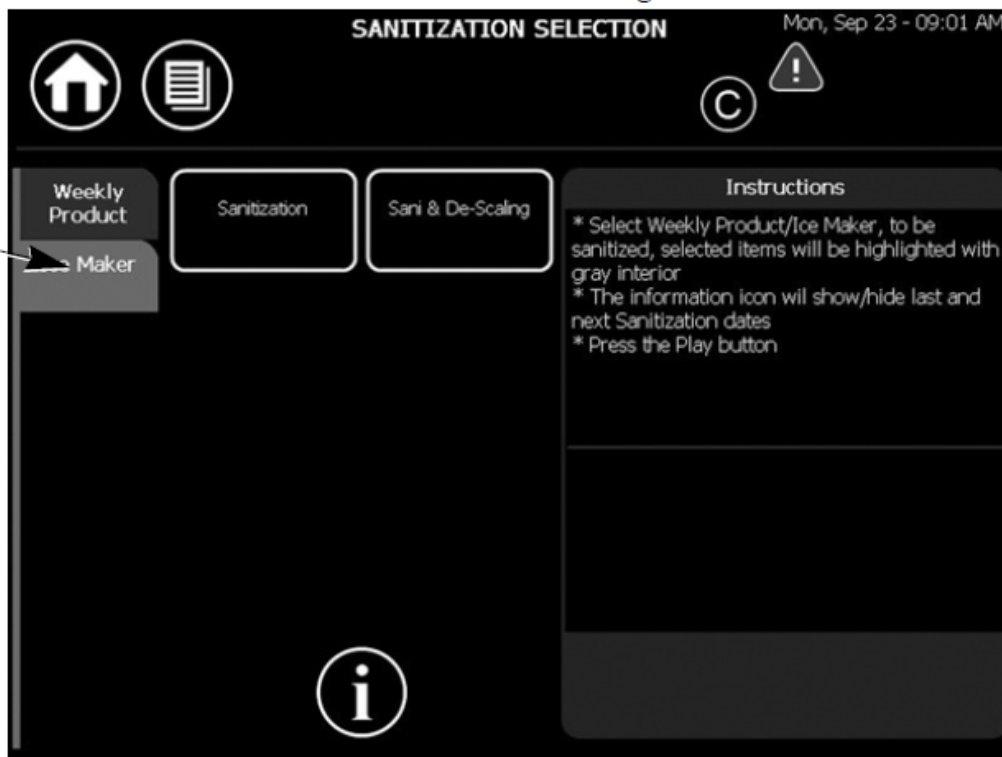 SANITIZATION SELECTION
Mon, Sep 23 - 09:01 AM
C
!
Weekly
Product
Maker
Sanitization
Sani & De-Scaling
Instructions
* Select Weekly Product/Ice Maker, to be
sanitized, selected items will be highlighted with
gray interior
* The information icon wil show/hide last and
next Sanitization dates
* Press the Play button
i